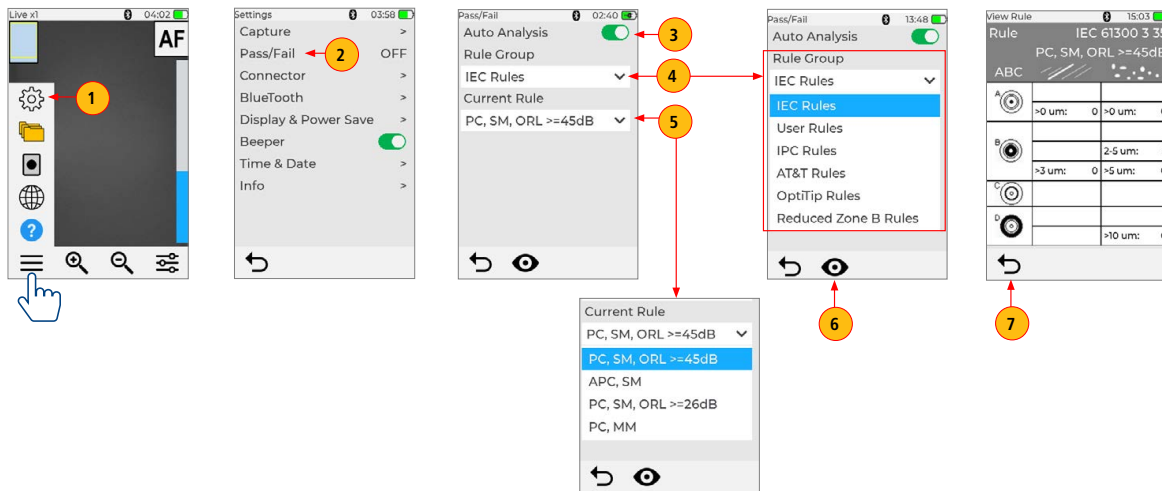 Live x1
04:02
AF
1
Settings
03:58
Capture >
Pass/Fail OFF
2
Connector >
BlueTooth >
Display & Power Save >
Beeper
Time & Date >
Info >
Pass/Fail
02:40
Auto Analysis
3
Rule Group
IEC Rules
4
Current Rule
PC, SM, ORL >=45dB
5
Current Rule
PC, SM, ORL >=45dB
PC, SM, ORL >=45dB
APC, SM
PC, SM, ORL >=26dB
PC, MM
Pass/Fail
13:48
Auto Analysis
Rule Group
IEC Rules
IEC Rules
User Rules
IPC Rules
AT&T Rules
OptiTip Rules
Reduced Zone B Rules
6
View Rule
15:03
Rule IEC 61300 3 35
PC, SM, ORL >=45dB
ABC
A
>0 um: 0 >0 um:
B
2-5 um:
>3 um: 0 >5 um:
C
D
>10 um:
7